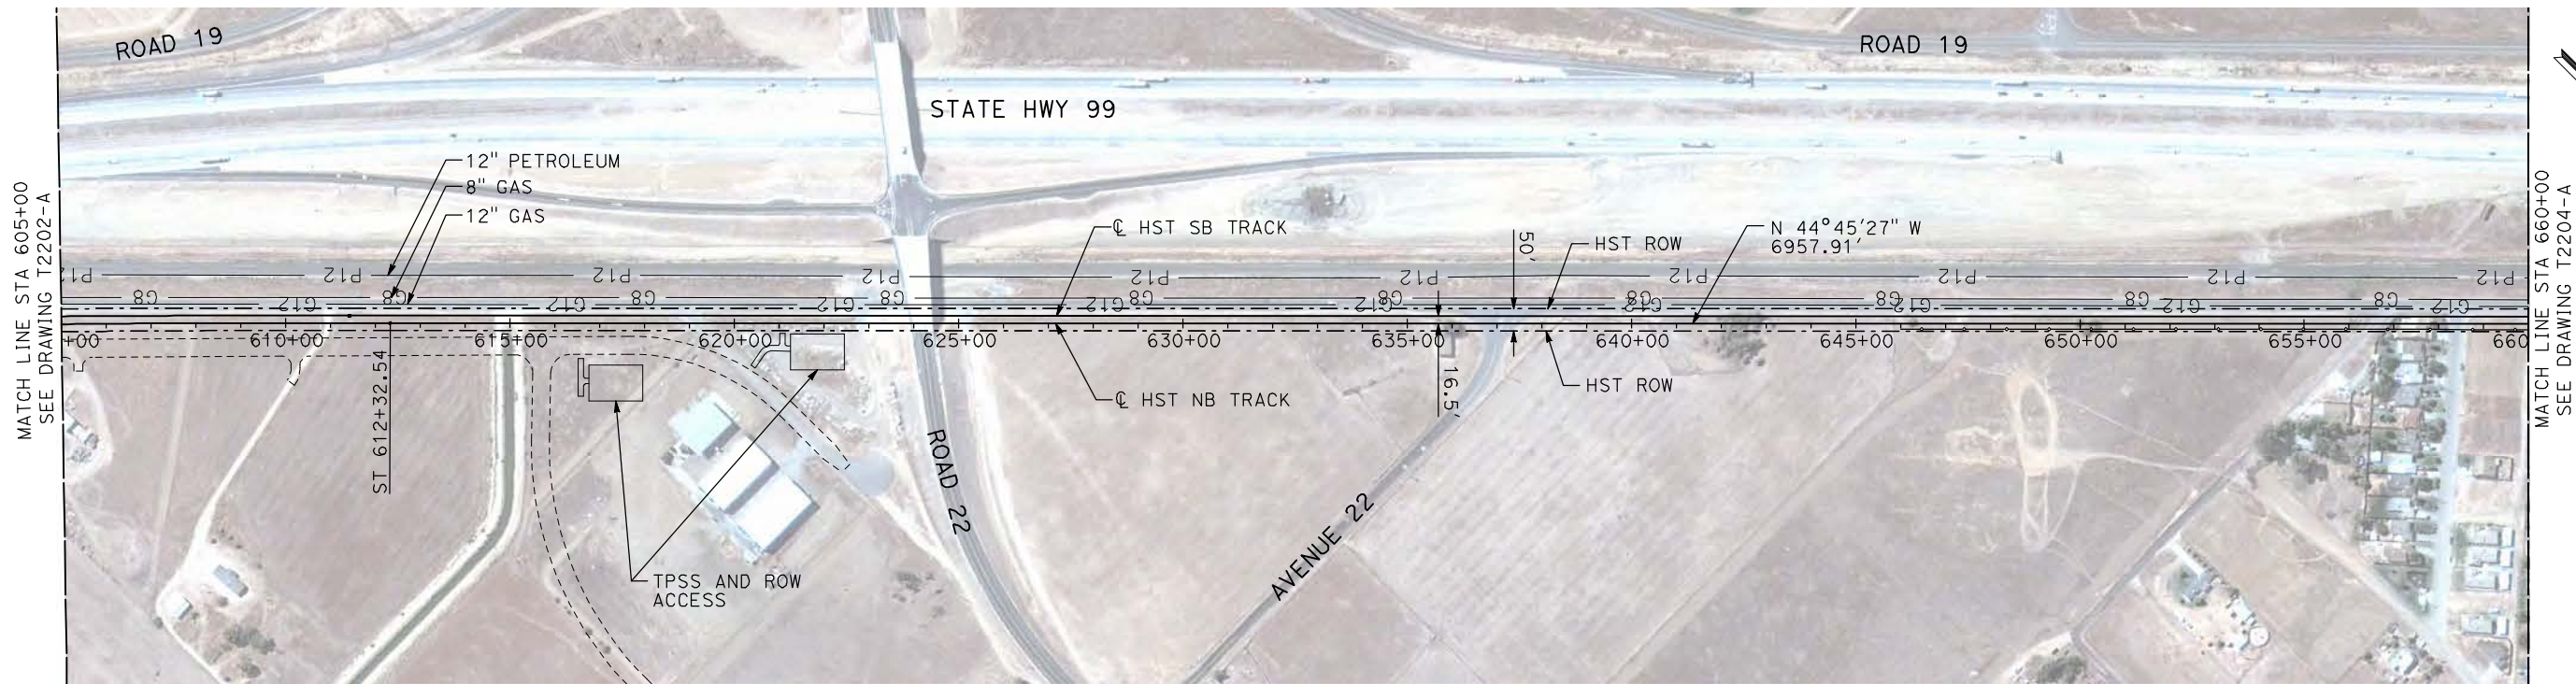 ROAD 19
ROAD 19
STATE HWY 99
12" PETROLEUM
8" GAS
12" GAS
MATCH LINE STA 605+00
SEE DRAWING T2202-A
℄ HST SB TRACK
50'
HST ROW
N 44°45'27" W
6957.91'
MATCH LINE STA 660+00
SEE DRAWING T2204-A
P12 P12 P12 P12 P12 P12 P12 P12 P12 P12
G8 G8 G8 G8 G8 G8 G8 G8 G8 G8
G12 G12 G12 G12 G12 G12 G12 G12 G12
+00 610+00 615+00 620+00 625+00 630+00 635+00 640+00 645+00 650+00 655+00 660
ST 612+32.54
16.5'
HST ROW
℄ HST NB TRACK
ROAD 22
AVENUE 22
TPSS AND ROW
ACCESS